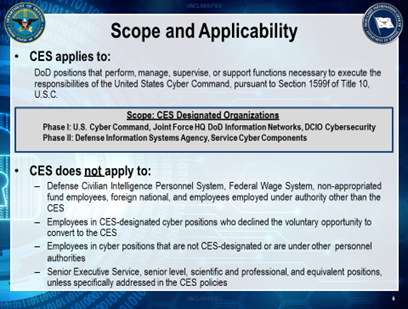 UNCLASSIFIED
Scope and Applicability
• CES applies to:
DoD positions that perform, manage, supervise, or support functions necessary to execute the
responsibilities of the United States Cyber Command, pursuant to Section 1599f of Title 10,
U.S.C.
Scope: CES Designated Organizations
Phase I: U.S. Cyber Command, Joint Force HQ DoD Information Networks, DCIO Cybersecurity
Phase II: Defense Information Systems Agency, Service Cyber Components
• CES does not apply to:
– Defense Civilian Intelligence Personnel System, Federal Wage System, non-appropriated
fund employees, foreign national, and employees employed under authority other than the
CES
– Employees in CES-designated cyber positions who declined the voluntary opportunity to
convert to the CES
– Employees in cyber positions that are not CES-designated or are under other personnel
authorities
– Senior Executive Service, senior level, scientific and professional, and equivalent positions,
unless specifically addressed in the CES policies
UNCLASSIFIED
6